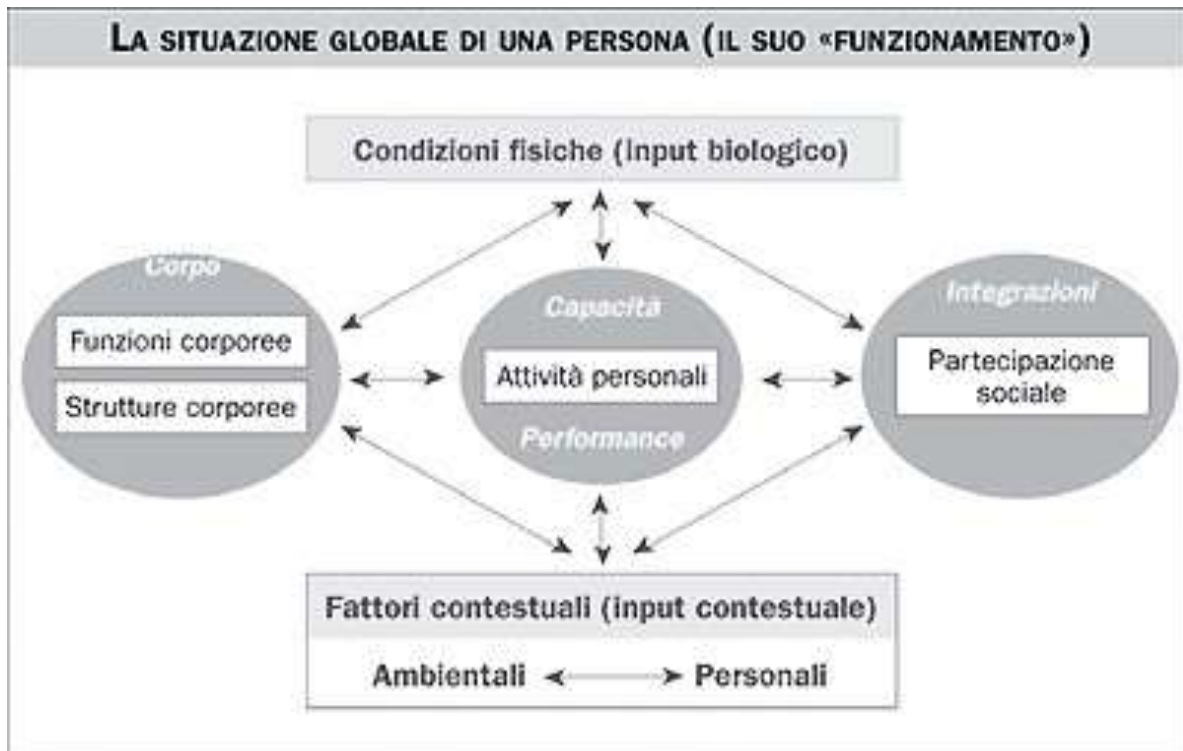 LA SITUAZIONE GLOBALE DI UNA PERSONA (IL SUO «FUNZIONAMENTO»)
Condizioni fisiche (input biologico)
Corpo
Funzioni corporee
Strutture corporee
Capacità
Attività personali
Performance
Integrazioni
Partecipazione
sociale
Fattori contestuali (input contestuale)
Ambientali
Personali